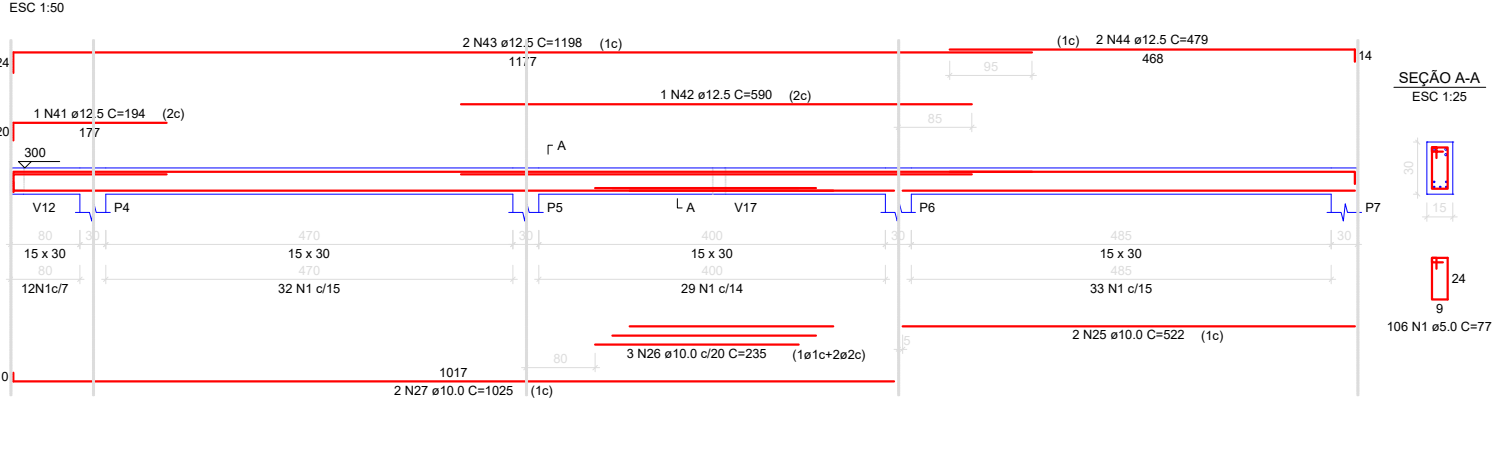 ESC 1:50
2 N43 ø12.5 C=1198 (1c)
1177
(1c) 2 N44 ø12.5 C=479
468
24
14
95
SEÇÃO A-A
ESC 1:25
1 N41 ø12.5 C=194 (2c)
177
20
1 N42 ø12.5 C=590 (2c)
85
A
300
30
15
V12
P4
P5
A
V17
P6
P7
80 30 470 30 400 30 485 30
15 x 30 15 x 30 15 x 30 15 x 30
80 470 400 485
12N1c/7 32 N1 c/15 29 N1 c/14 33 N1 c/15
24
9
106 N1 ø5.0 C=77
3 N26 ø10.0 c/20 C=235 (1ø1c+2ø2c)
80
2 N25 ø10.0 C=522 (1c)
5
1017
2 N27 ø10.0 C=1025 (1c)